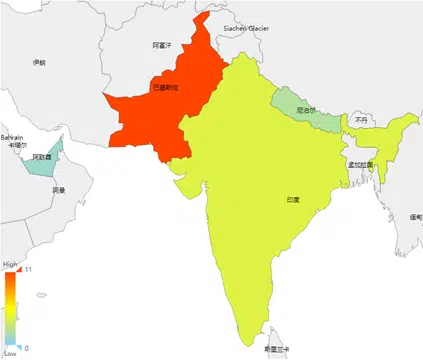 Siachen Glacier
阿富汗
伊朗
巴基斯坦
尼泊尔
不丹
Bahrain
卡塔尔
阿联酋
孟加拉国
阿曼
印度
缅甸
High
11
0
Low
斯里兰卡